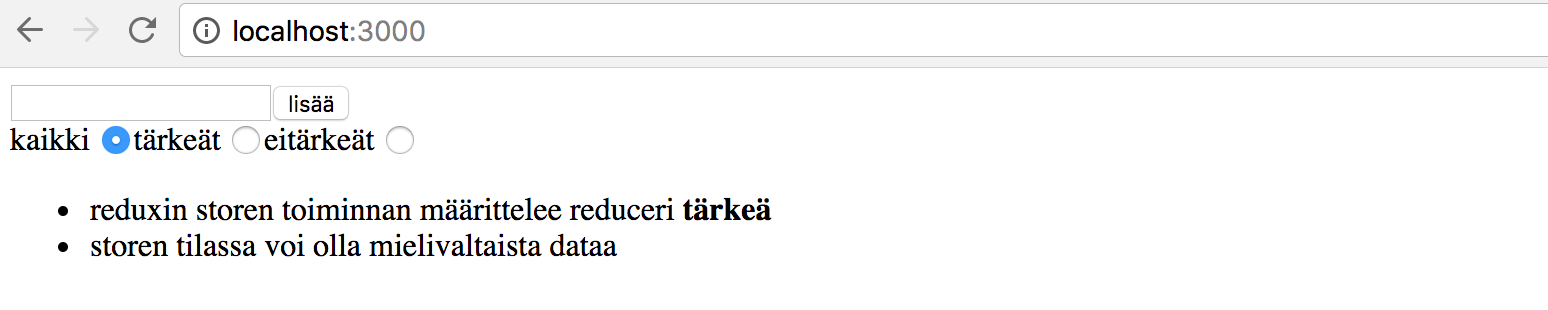 localhost:3000
lisää
kaikki tärkeät eitärkeät
reduxin storen toiminnan määrittelee reduceri tärkeä
storen tilassa voi olla mielivaltaista dataa